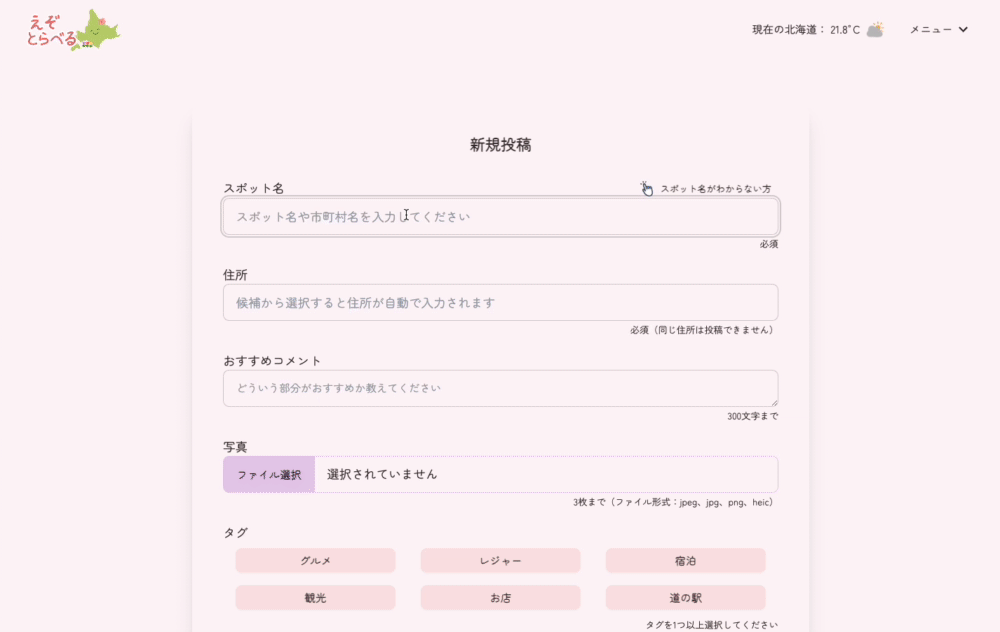 えぞ
とらべる
現在の北海道： 21.8°C
メニュー
新規投稿
スポット名
スポット名がわからない方
スポット名や市町村名を入力してください
必須
住所
候補から選択すると住所が自動で入力されます
必須（同じ住所は投稿できません）
おすすめコメント
どういう部分がおすすめか教えてください
300文字まで
写真
ファイル選択 選択されていません
3枚まで（ファイル形式：jpeg、jpg、png、heic）
タグ
グルメ レジャー 宿泊
観光 お店 道の駅
タグを1つ以上選択してください